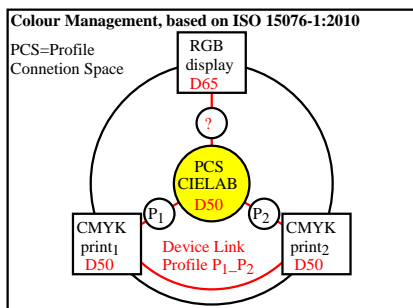 Colour Management, based on ISO 15076-1:2010
PCS=Profile
Connetion Space
RGB
display
D65
?
PCS
CIELAB
D50
P1
P2
CMYK
print1
D50
Device Link
Profile P1_P2
CMYK
print2
D50